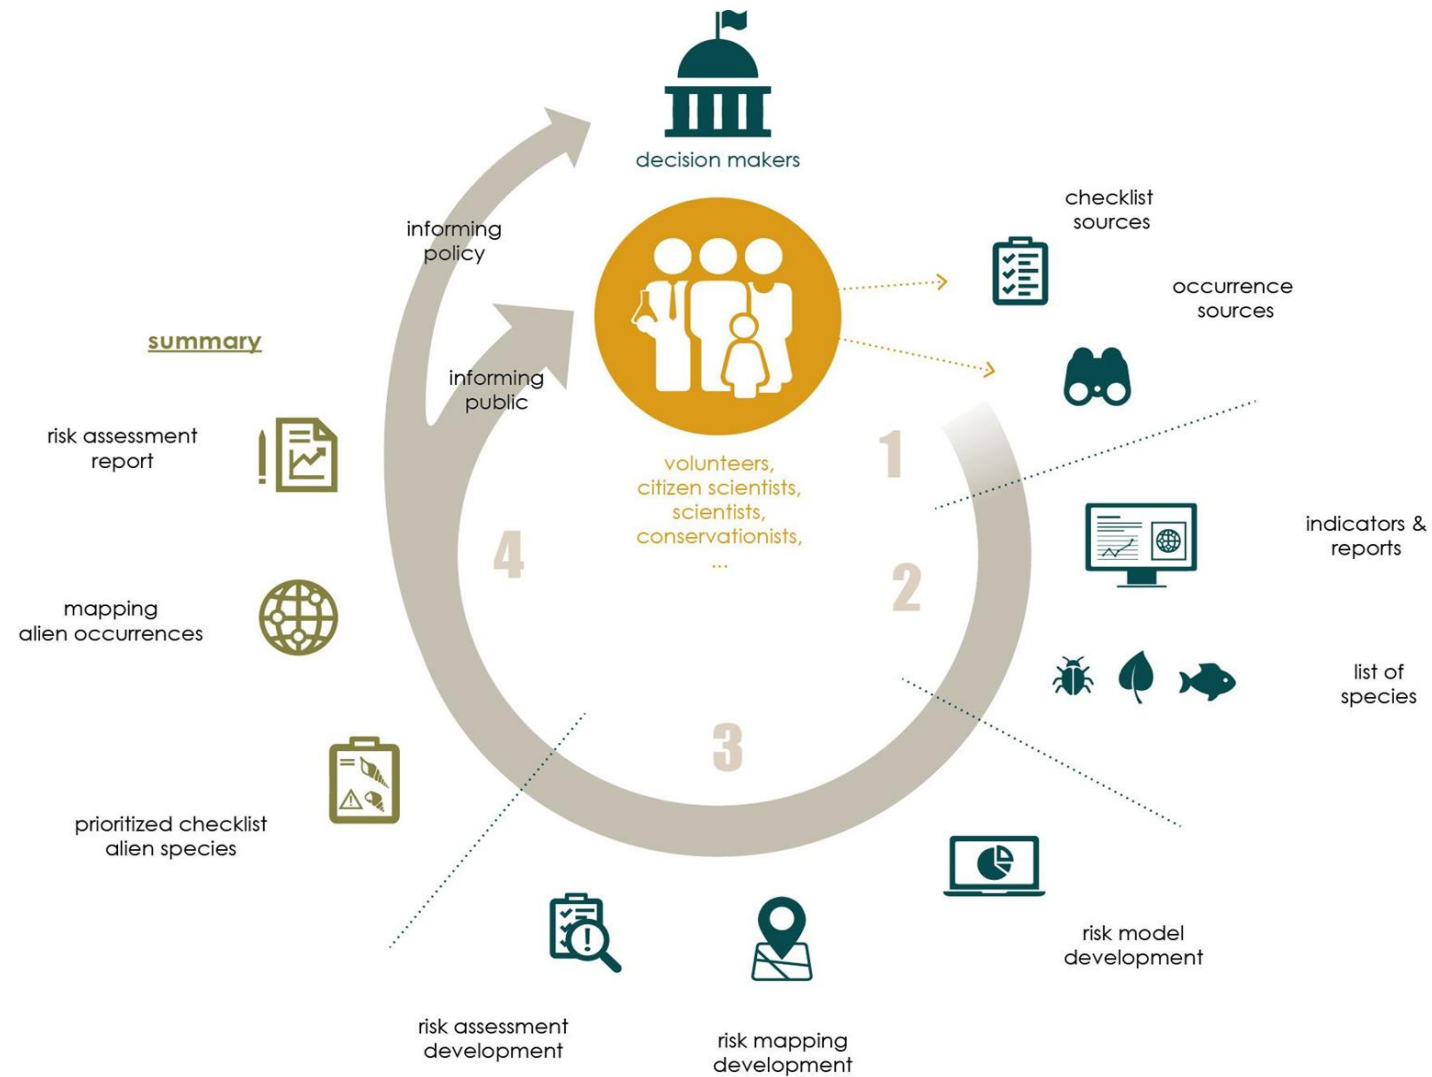 decision makers
checklist
sources
occurrence
sources
informing
policy
informing
public
summary
volunteers,
citizen scientists,
scientists,
conservationists,
...
1
2
3
4
indicators &
reports
list of
species
risk model
development
risk mapping
development
risk assessment
development
prioritized checklist
alien species
mapping
alien occurrences
risk assessment
report